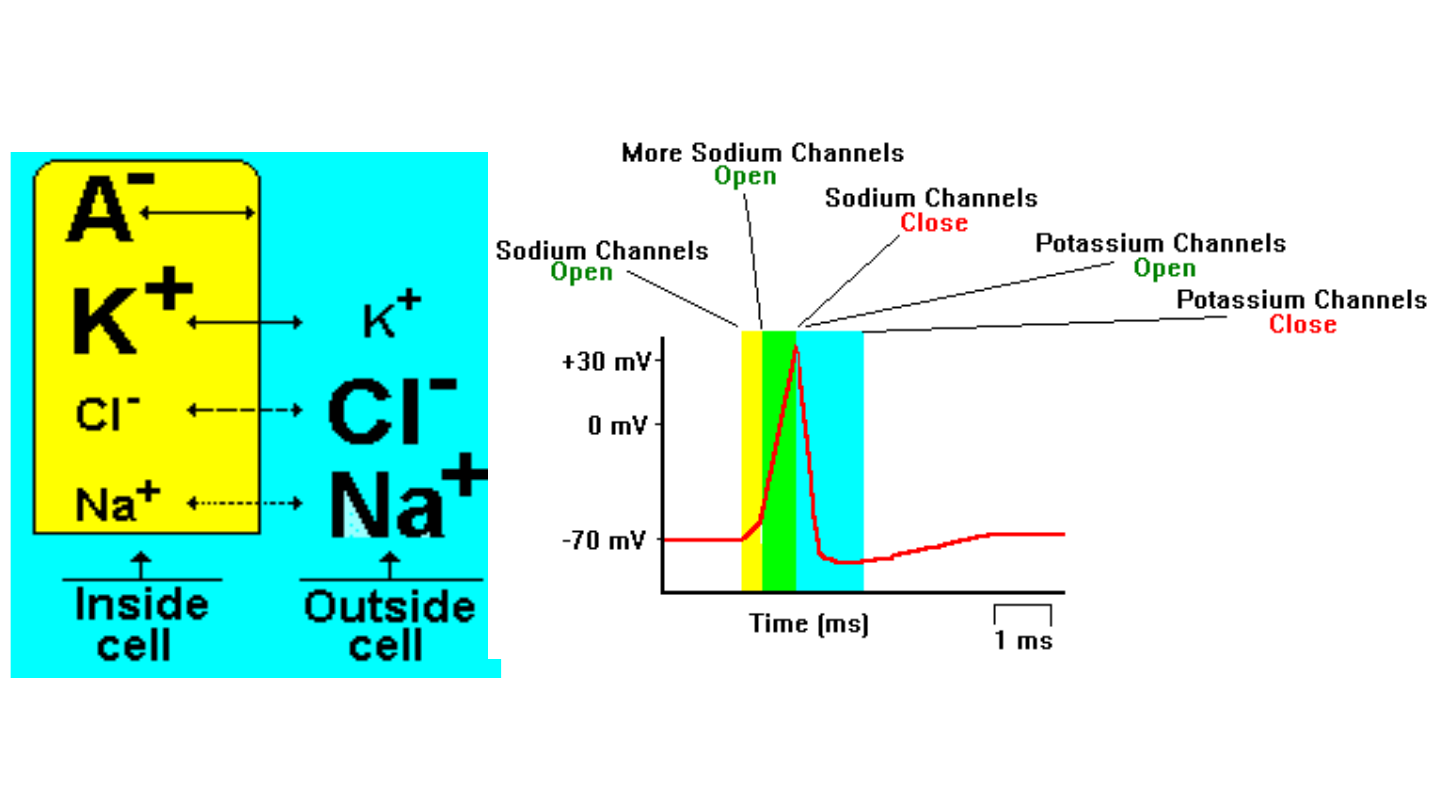 A-
K+
K+
Cl-
Cl-
Na+
Na+
Inside
cell
Outside
cell
More Sodium Channels
Open
Sodium Channels
Close
Sodium Channels
Open
Potassium Channels
Open
Potassium Channels
Close
+30 mV
0 mV
-70 mV
Time (ms)
1 ms